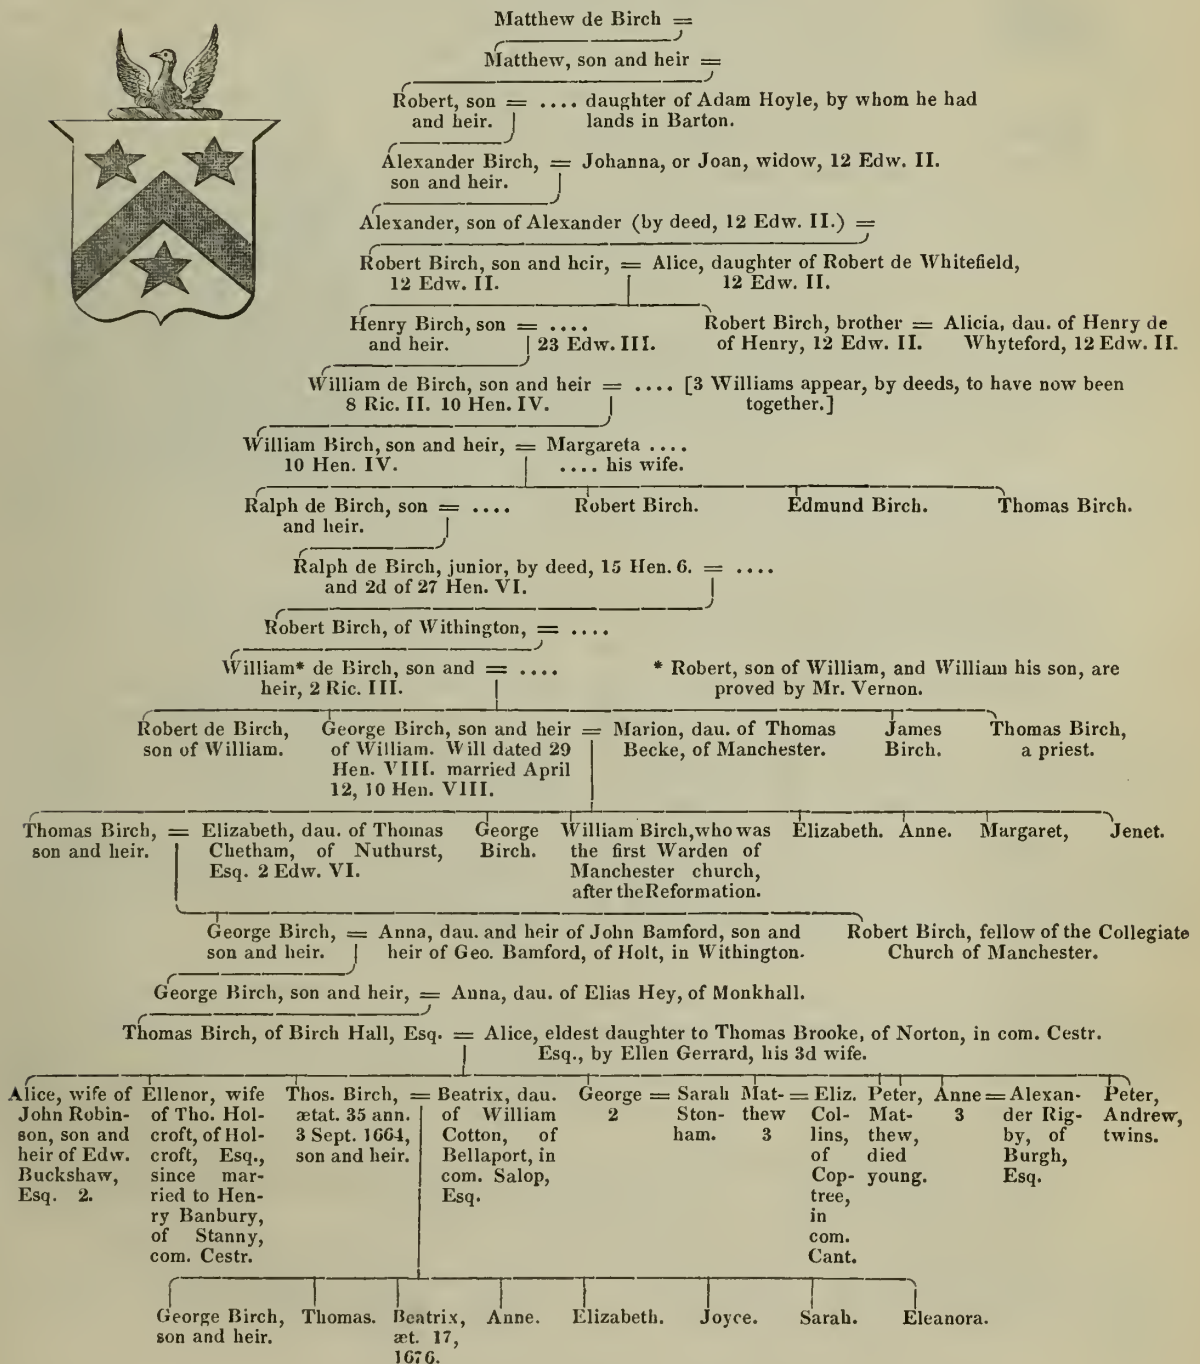 Matthew de Birch =
Matthew, son and heir =
Robert, son = .... daughter of Adam Hoyle, by whom he had
and heir. lands in Barton.
Alexander Birch, = Johanna, or Joan, widow, 12 Edw. II.
son and heir.
Alexander, son of Alexander (by deed, 12 Edw. II.) =
Robert Birch, son and heir, = Alice, daughter of Robert de Whitefield,
12 Edw. II. 12 Edw. II.
Henry Birch, son = .... Robert Birch, brother = Alicia, dau. of Henry de
and heir. 23 Edw. III. of Henry, 12 Edw. II. Whyteford, 12 Edw. II.
William de Birch, son and heir = .... [3 Williams appear, by deeds, to have now been
8 Ric. II. 10 Hen. IV. together.]
William Birch, son and heir, = Margareta ....
10 Hen. IV. .... his wife.
Ralph de Birch, son = .... Robert Birch. Edmund Birch. Thomas Birch.
and heir.
Ralph de Birch, junior, by deed, 15 Hen. 6. = ....
and 2d of 27 Hen. VI.
Robert Birch, of Withington, = ....
William* de Birch, son and = .... * Robert, son of William, and William his son, are
heir, 2 Ric. III. proved by Mr. Vernon.
Robert de Birch, George Birch, son and heir = Marion, dau. of Thomas James Thomas Birch,
son of William. of William. Will dated 29 Becke, of Manchester. Birch. a priest.
Hen. VIII. married April
12, 10 Hen. VIII.
Thomas Birch, = Elizabeth, dau. of Thomas George William Birch, who was Elizabeth. Anne. Margaret, Jenet.
son and heir. Chetham, of Nuthurst, Birch. the first Warden of
Esq. 2 Edw. VI. Manchester church,
after the Reformation.
George Birch, = Anna, dau. and heir of John Bamford, son and Robert Birch, fellow of the Collegiate
son and heir. heir of Geo. Bamford, of Holt, in Withington. Church of Manchester.
George Birch, son and heir, = Anna, dau. of Elias Hey, of Monkhall.
Thomas Birch, of Birch Hall, Esq. = Alice, eldest daughter to Thomas Brooke, of Norton, in com. Cestr.
Esq., by Ellen Gerrard, his 3d wife.
Alice, wife of Ellenor, wife Thos. Birch, = Beatrix, dau. George = Sarah Mat- = Eliz. Peter, Anne = Alexan- Peter,
John Robin- of Tho. Hol- ætat. 35 ann. of William 2 Ston- thew Col- Mat- 3 der Rig- Andrew,
son, son and croft, of Hol- 3 Sept. 1664, Cotton, of ham. 3 lins, thew, by, of twins.
heir of Edw. croft, Esq., son and heir. Bellaport, in of died Burgh,
Buckshaw, since mar- com. Salop, Cop- young. Esq.
Esq. 2. ried to Hen- Esq. tree,
ry Banbury, in
of Stanny, com.
com. Cestr. Cant.
George Birch, Thomas. Beatrix, Anne. Elizabeth. Joyce. Sarah. Eleanora.
son and heir. æt. 17,
1676.